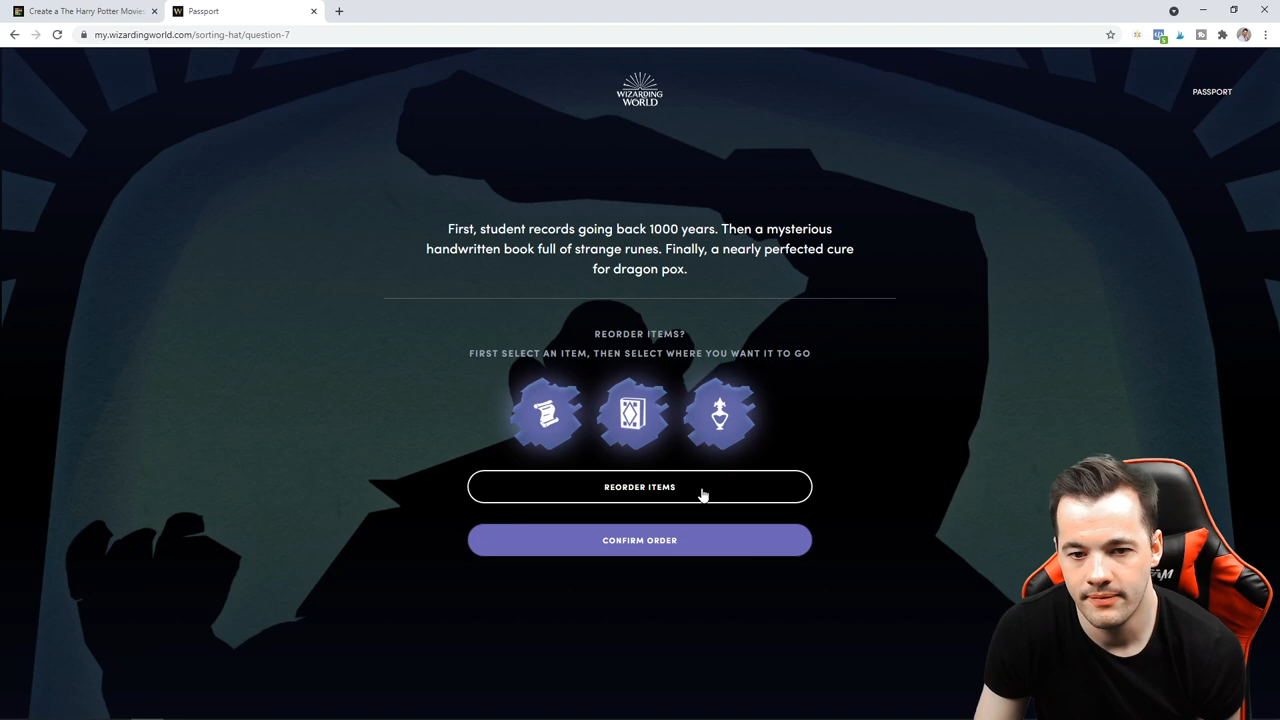 Create a The Harry Potter Movies
Passport
my.wizardingworld.com/sorting-hat/question-7
WIZARDING
WORLD
PASSPORT
First, student records going back 1000 years. Then a mysterious
handwritten book full of strange runes. Finally, a nearly perfected cure
for dragon pox.
REORDER ITEMS?
FIRST SELECT AN ITEM, THEN SELECT WHERE YOU WANT IT TO GO
REORDER ITEMS
CONFIRM ORDER